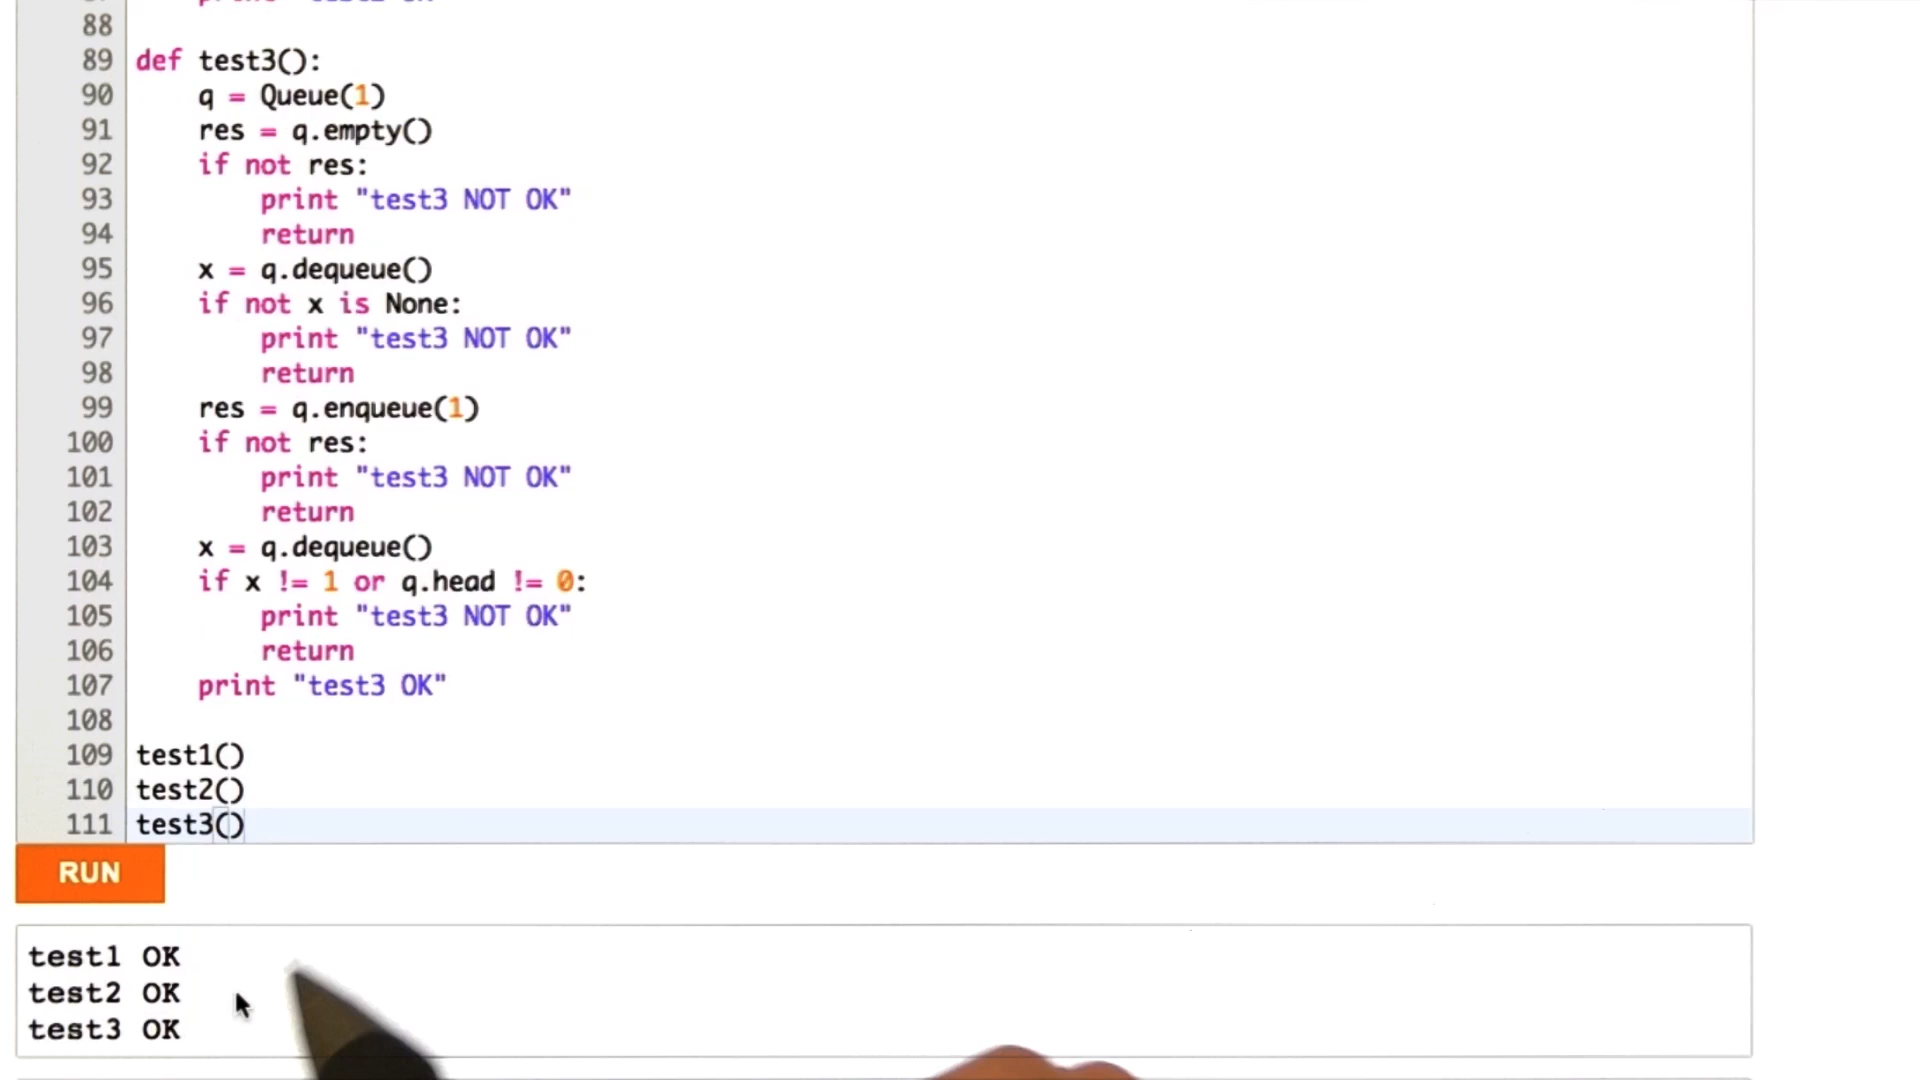 88
89 def test3():
90 q = Queue(1)
91 res = q.empty()
92 if not res:
93 print "test3 NOT OK"
94 return
95 x = q.dequeue()
96 if not x is None:
97 print "test3 NOT OK"
98 return
99 res = q.enqueue(1)
100 if not res:
101 print "test3 NOT OK"
102 return
103 x = q.dequeue()
104 if x != 1 or q.head != 0:
105 print "test3 NOT OK"
106 return
107 print "test3 OK"
108
109 test1()
110 test2()
111 test3()
RUN
test1 OK
test2 OK
test3 OK